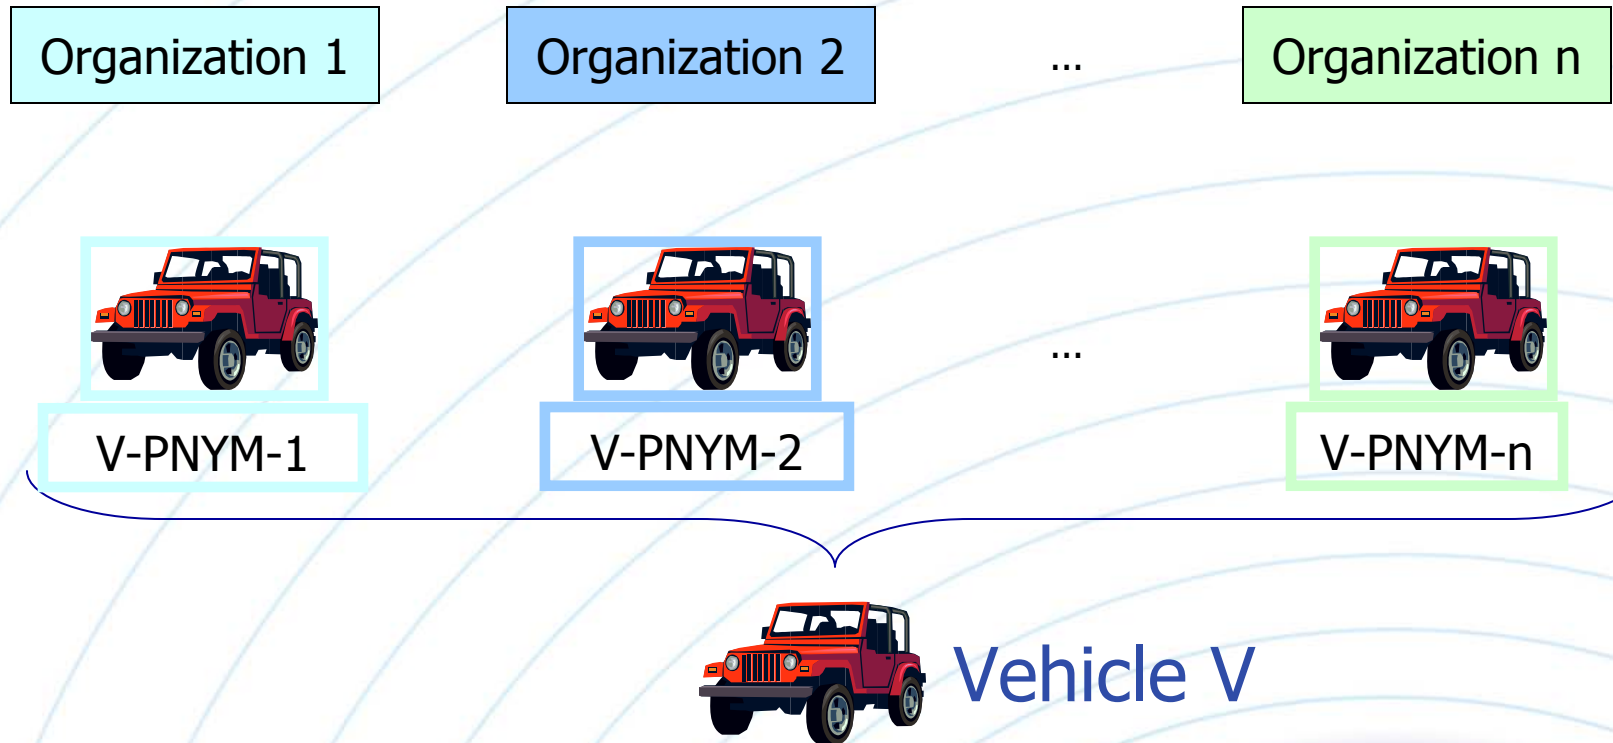 Organization 1
Organization 2
...
Organization n
...
V-PNYM-1
V-PNYM-2
V-PNYM-n
Vehicle V